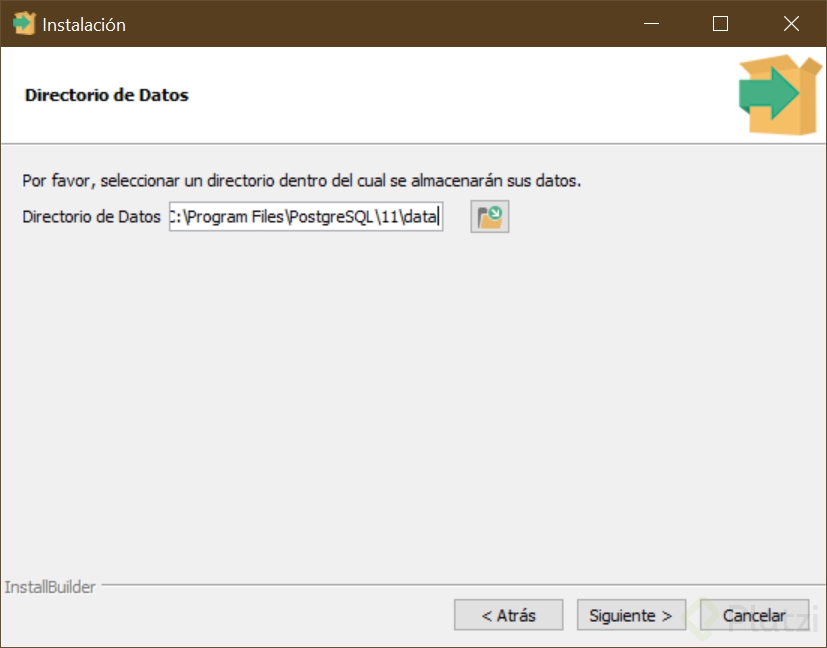 Instalación
Directorio de Datos
Por favor, seleccionar un directorio dentro del cual se almacenarán sus datos.
Directorio de Datos C:\Program Files\PostgreSQL\11\data
InstallBuilder
< Atrás Siguiente > Cancelar
Platzi